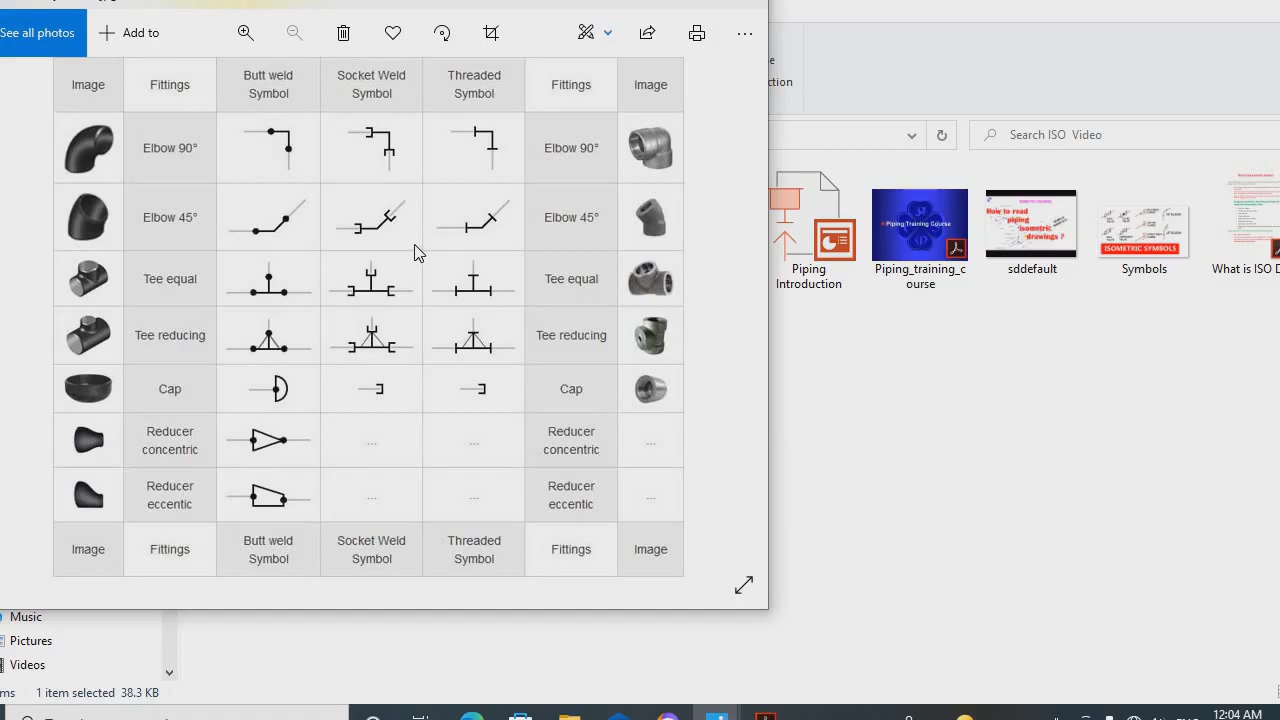 See all photos
Add to
Image
Fittings
Butt weld
Symbol
Socket Weld
Symbol
Threaded
Symbol
Fittings
Image
Elbow 90°
Elbow 90°
Elbow 45°
Elbow 45°
Tee equal
Tee equal
Tee reducing
Tee reducing
Cap
Cap
Reducer
concentric
...
...
Reducer
concentric
...
Reducer
eccentic
...
...
Reducer
eccentic
...
Image
Fittings
Butt weld
Symbol
Socket Weld
Symbol
Threaded
Symbol
Fittings
Image
ction
Search ISO Video
Piping
Introduction
Piping Training Course
Piping_training_c
ourse
How to read
piping
isometric
drawings ?
sddefault
ISOMETRIC SYMBOLS
Symbols
What is ISO D
Music
Pictures
Videos
ms
1 item selected 38.3 KB
12:04 AM